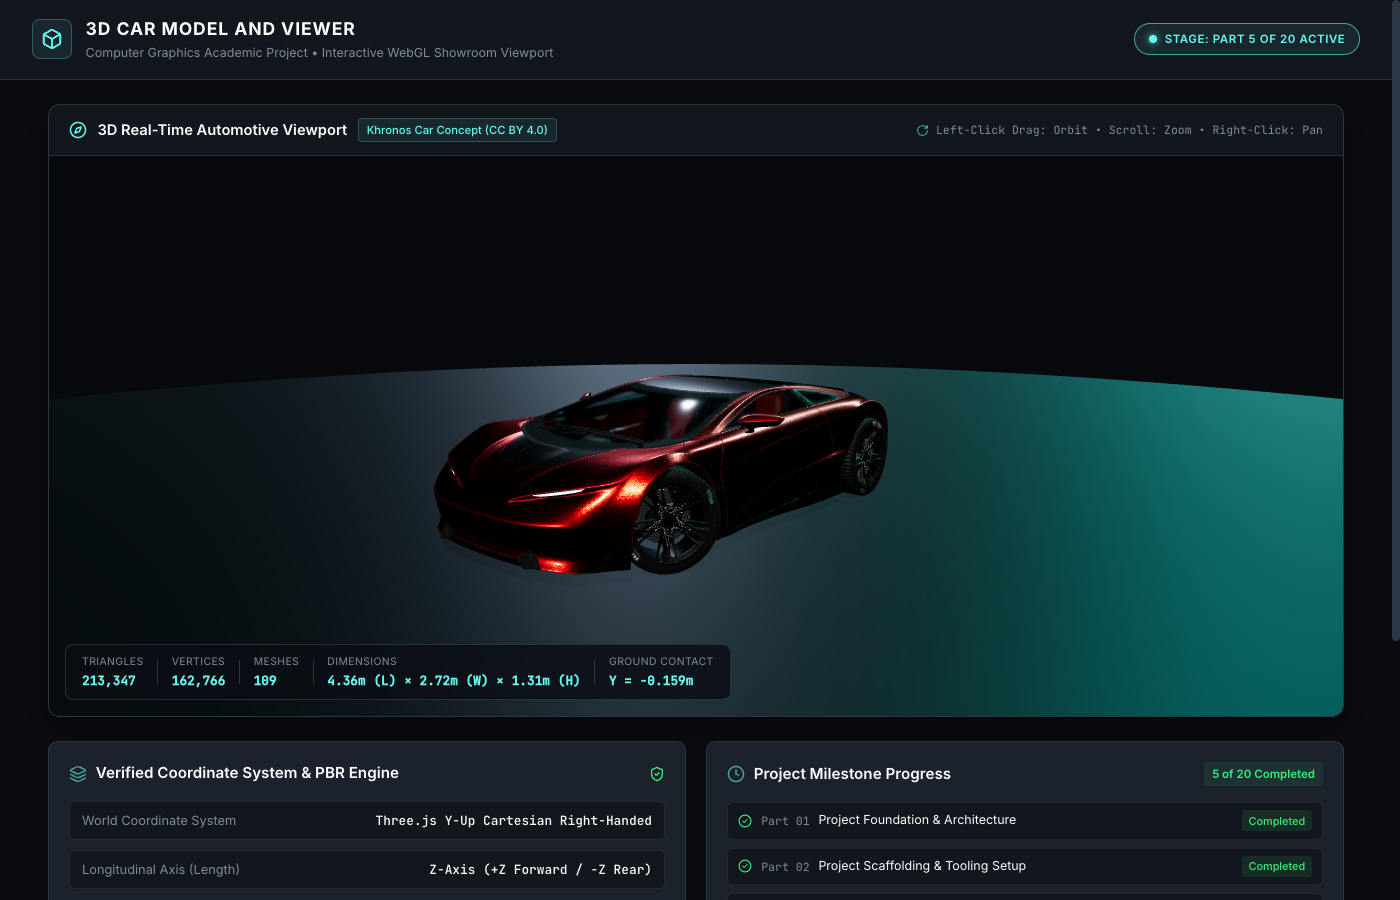 3D CAR MODEL AND VIEWER
Computer Graphics Academic Project • Interactive WebGL Showroom Viewport
STAGE: PART 5 OF 20 ACTIVE
3D Real-Time Automotive Viewport
Khronos Car Concept (CC BY 4.0)
Left-Click Drag: Orbit • Scroll: Zoom • Right-Click: Pan
TRIANGLES
213,347
VERTICES
162,766
MESHES
109
DIMENSIONS
4.36m (L) × 2.72m (W) × 1.31m (H)
GROUND CONTACT
Y = -0.159m
Verified Coordinate System & PBR Engine
World Coordinate System
Three.js Y-Up Cartesian Right-Handed
Longitudinal Axis (Length)
Z-Axis (+Z Forward / -Z Rear)
Project Milestone Progress
5 of 20 Completed
Part 01 Project Foundation & Architecture
Completed
Part 02 Project Scaffolding & Tooling Setup
Completed